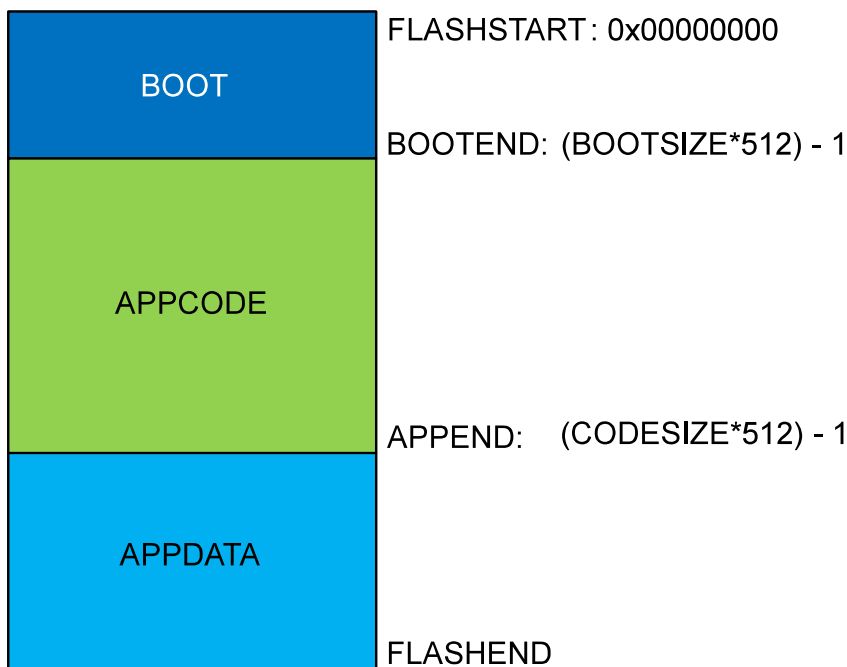 FLASHSTART: 0x00000000
BOOT
BOOTEND: (BOOTSIZE*512) - 1
APPCODE
APPEND: (CODESIZE*512) - 1
APPDATA
FLASHEND